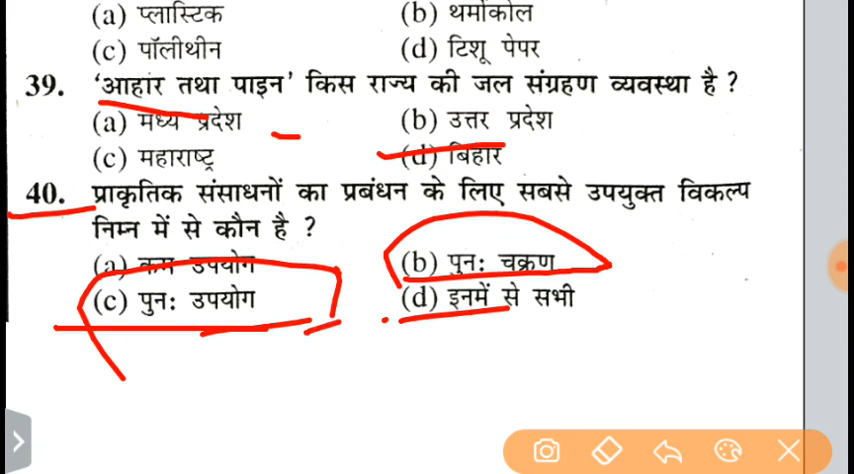 (a) प्लास्टिक (b) थर्मोकोल
(c) पॉलीथीन (d) टिशू पेपर
39. ‘आहार तथा पाइन’ किस राज्य की जल संग्रहण व्यवस्था है ?
(a) मध्य प्रदेश (b) उत्तर प्रदेश
(c) महाराष्ट्र (d) बिहार
40. प्राकृतिक संसाधनों का प्रबंधन के लिए सबसे उपयुक्त विकल्प
निम्न में से कौन है ?
(a) कम उपयोग (b) पुनः चक्रण
(c) पुनः उपयोग (d) इनमें से सभी